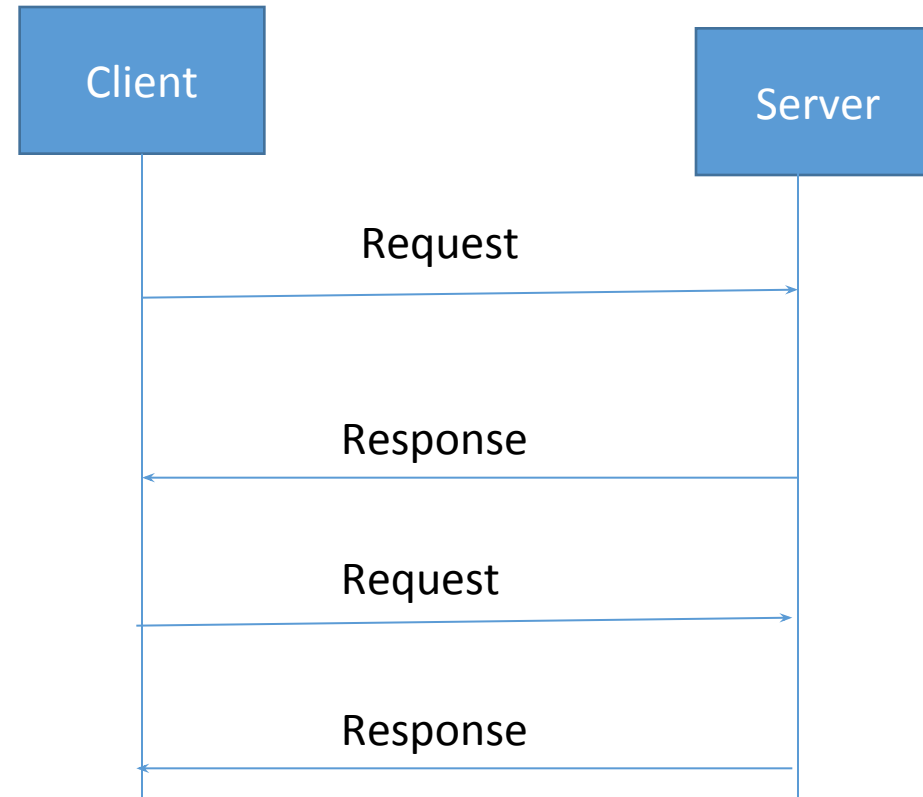 Client
Server
Request
Response
Request
Response